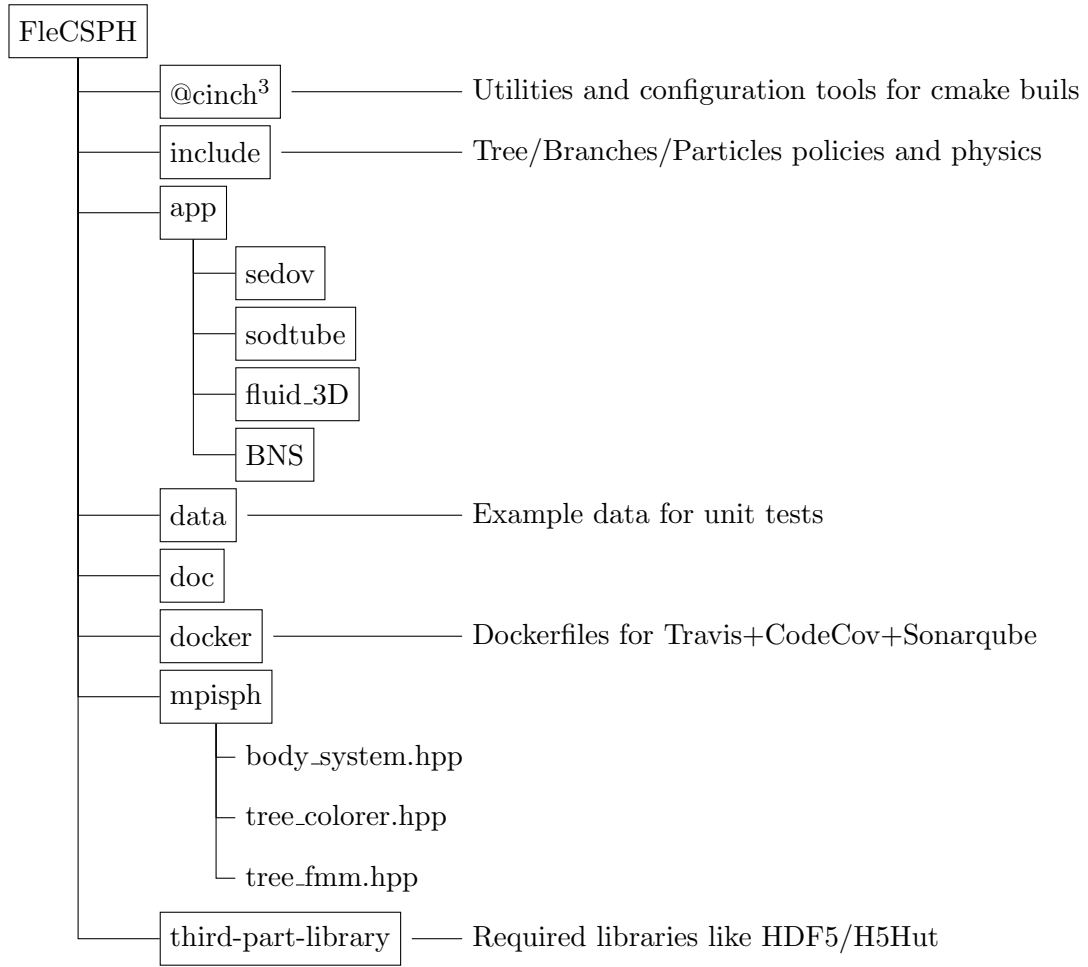 FleCSPH
@cinch³ Utilities and configuration tools for cmake buils
include Tree/Branches/Particles policies and physics
app
sedov
sodtube
fluid_3D
BNS
data Example data for unit tests
doc
docker Dockerfiles for Travis+CodeCov+Sonarqube
mpisph
body_system.hpp
tree_colorer.hpp
tree_fmm.hpp
third-part-library Required libraries like HDF5/H5Hut